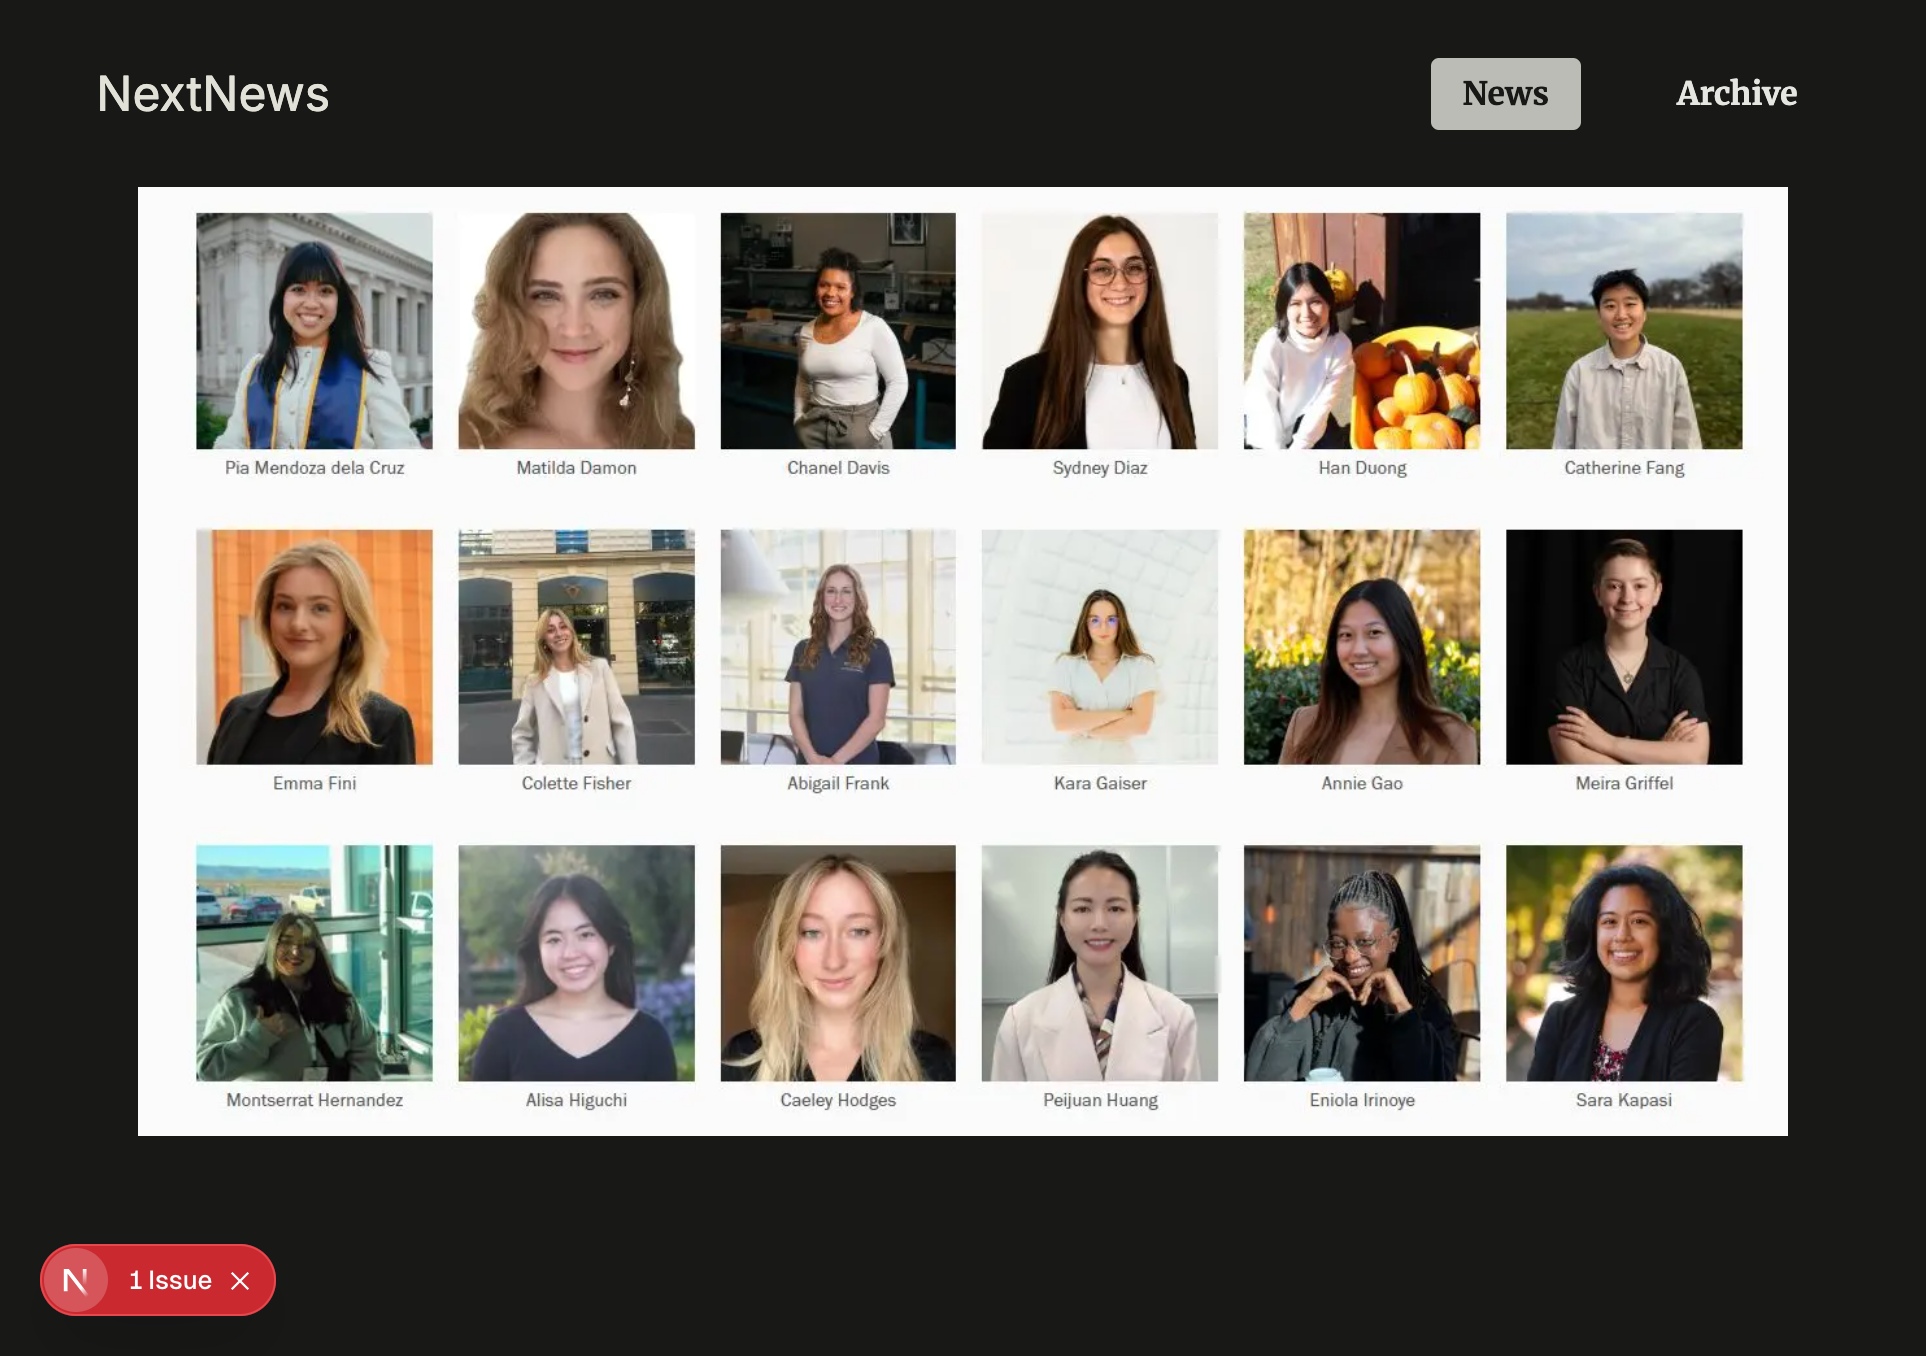 NextNews
News
Archive
Pia Mendoza dela Cruz
Matilda Damon
Chanel Davis
Sydney Diaz
Han Duong
Catherine Fang
Emma Fini
Colette Fisher
Abigail Frank
Kara Gaiser
Annie Gao
Meira Griffel
Montserrat Hernandez
Alisa Higuchi
Caeley Hodges
Peijuan Huang
Eniola Irinoye
Sara Kapasi
N
1 Issue